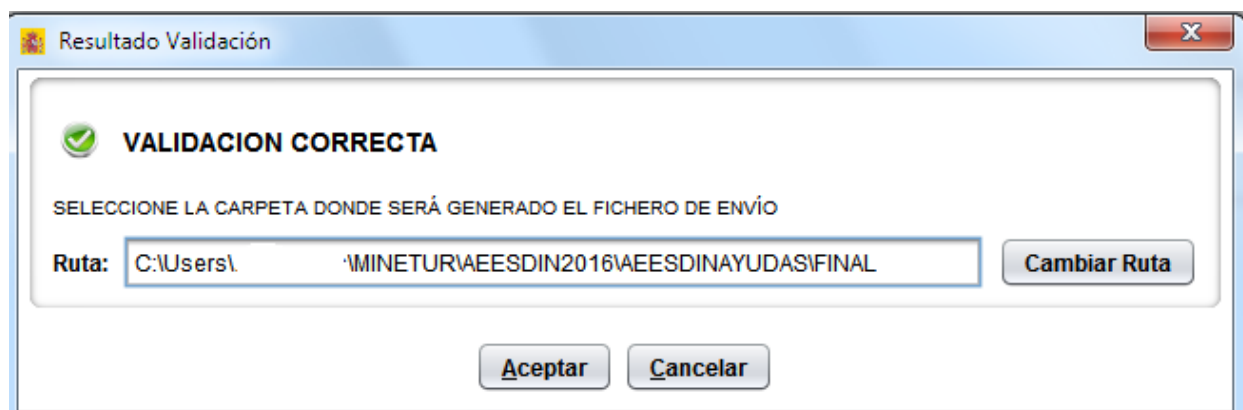 Resultado Validación
VALIDACION CORRECTA
SELECCIONE LA CARPETA DONDE SERÁ GENERADO EL FICHERO DE ENVÍO
Ruta: C:\Users\. \MINETUR\AEESDIN2016\AEESDINAYUDAS\FINAL Cambiar Ruta
Aceptar Cancelar